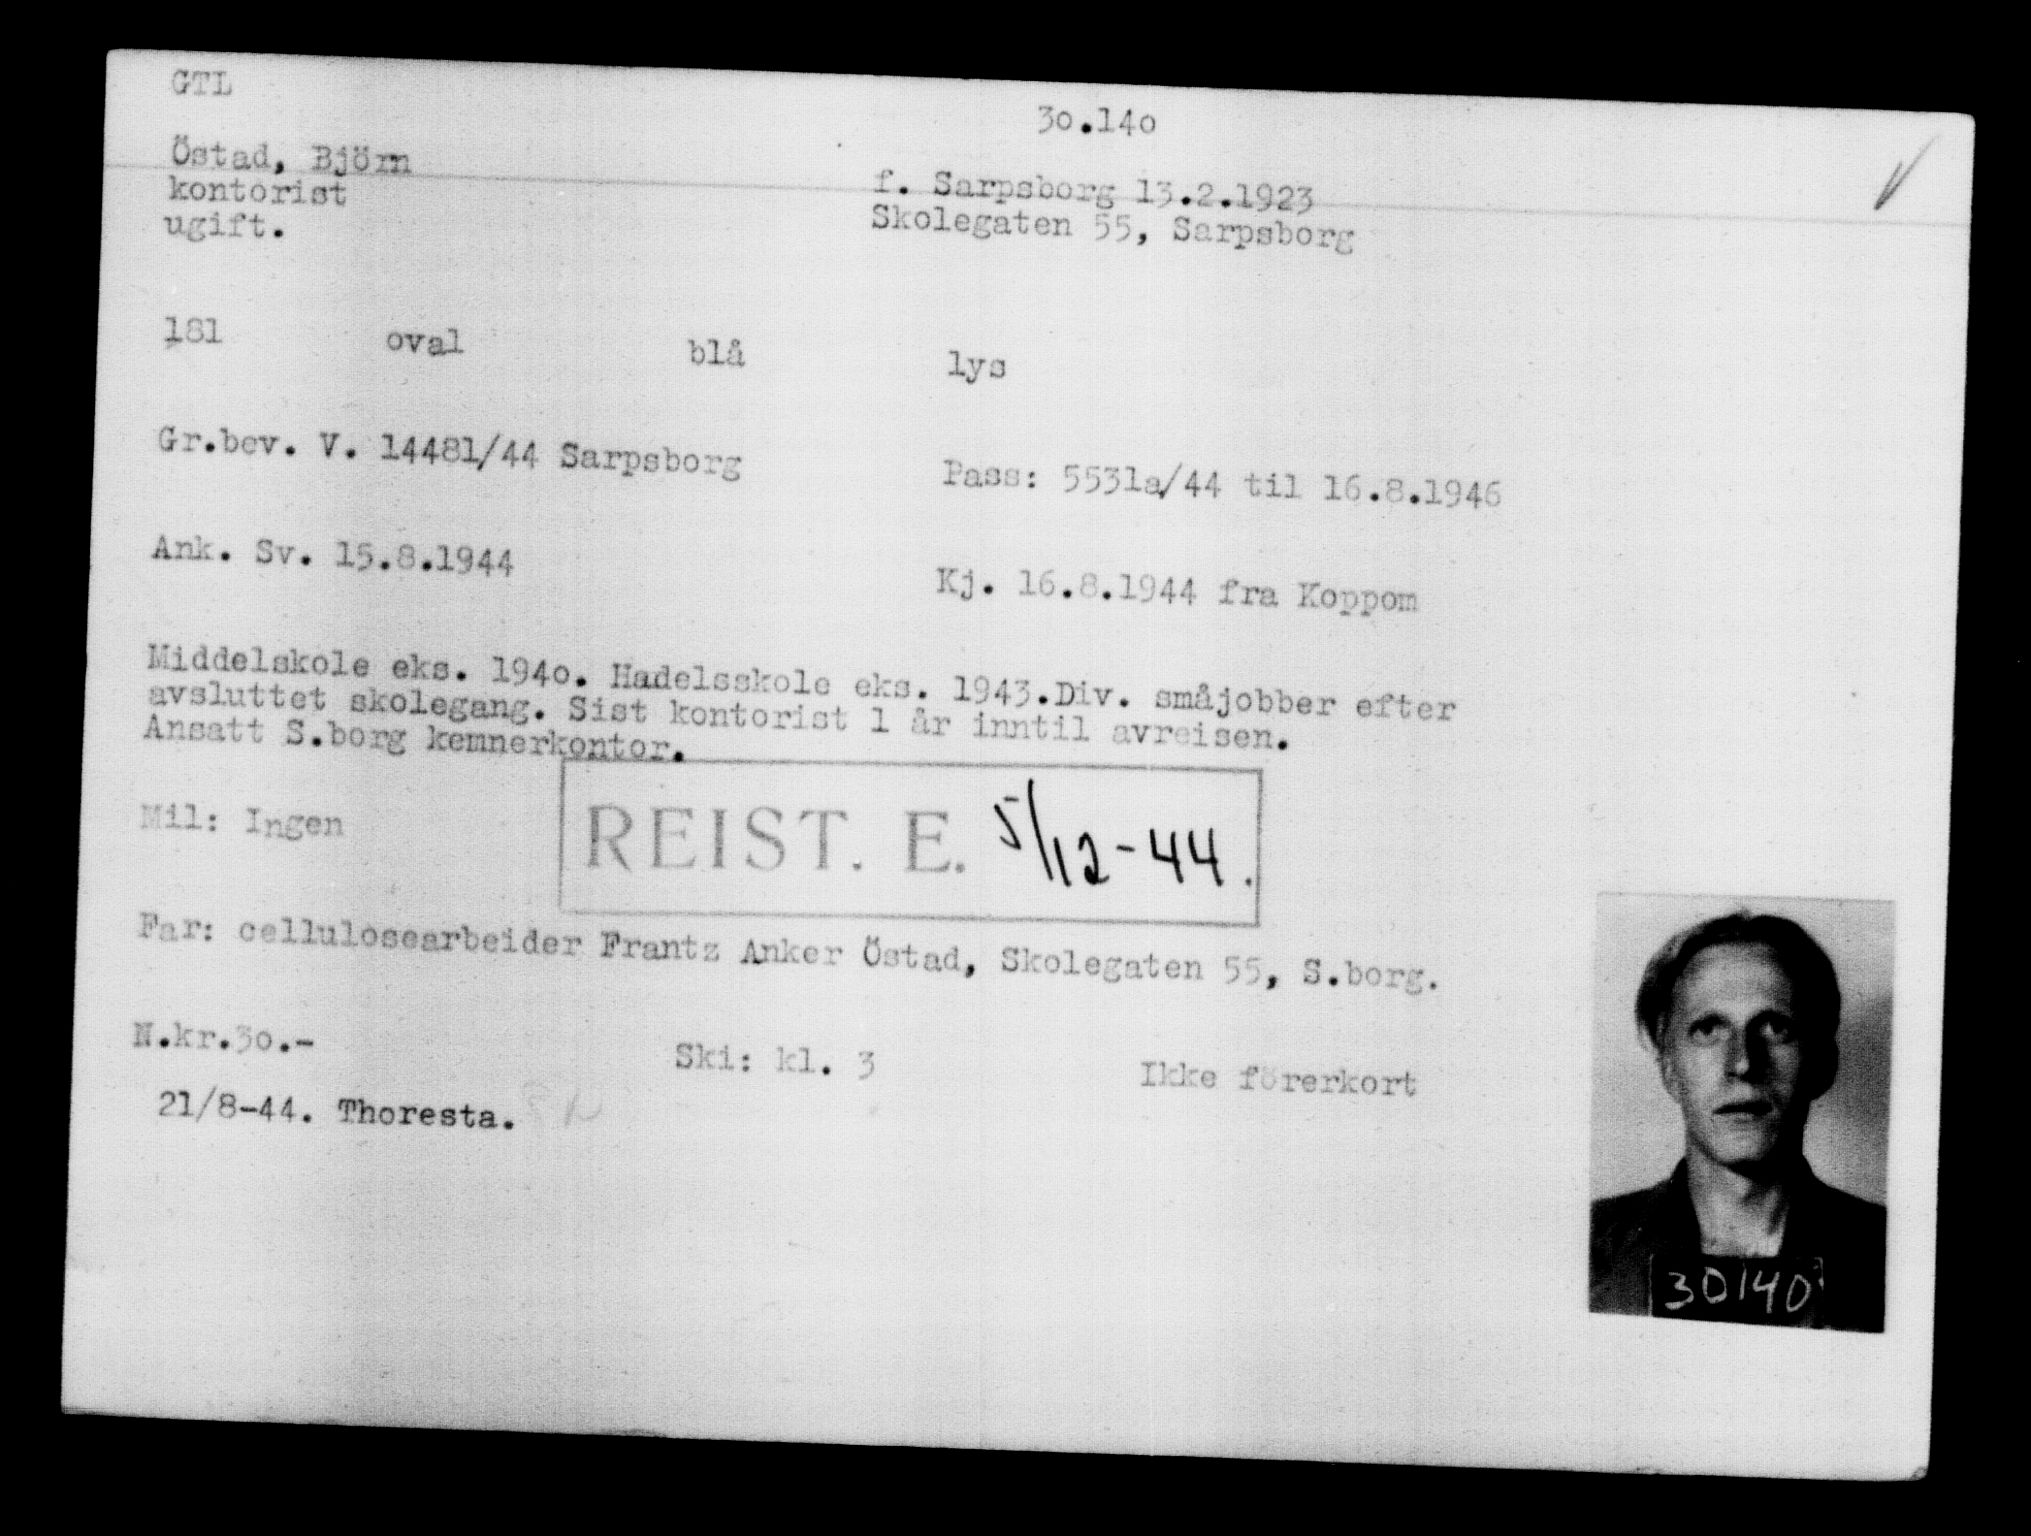 GTL
30.140
Östad, Björn
kontorist
ugift.
f. Sarpsborg 13.2.1923
Skolegaten 55, Sarpsborg
181 oval blå lys
Gr.bev. V. 14481/44 Sarpsborg
Pass: 5531a/44 til 16.8.1946
Ank. Sv. 15.8.1944
Kj. 16.8.1944 fra Koppom
Middelskole eks. 1940. Hadelsskole eks. 1943.Div. småjobber efter
avsluttet skolegang. Sist kontorist 1 år inntil avreisen.
Ansatt S.borg kemnerkontor.
Mil: Ingen
REIST. E. 5/12-44.
Far: cellulosearbeider Frantz Anker Östad, Skolegaten 55, S.borg.
N.kr.30.-
Ski: kl. 3
Ikke förerkort
21/8-44. Thoresta.
30140